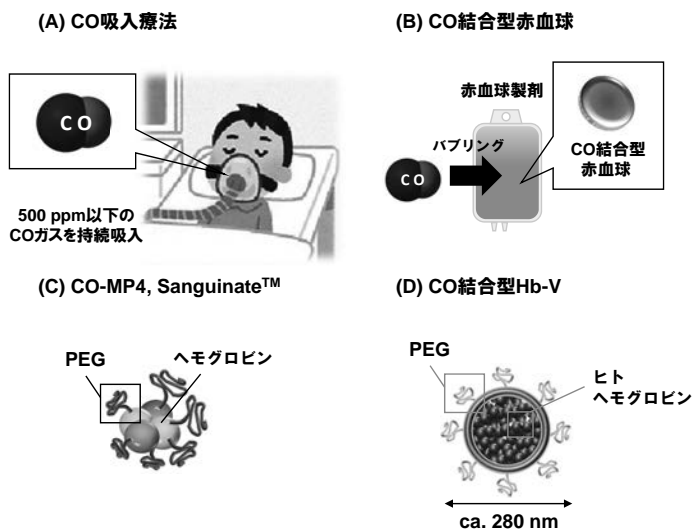 (A) CO吸入療法
CO
500 ppm以下の
COガスを持続吸入
(B) CO結合型赤血球
赤血球製剤
バブリング
CO
CO結合型
赤血球
(C) CO-MP4, Sanguinate™
PEG
ヘモグロビン
(D) CO結合型Hb-V
PEG
ヒト
ヘモグロビン
ca. 280 nm